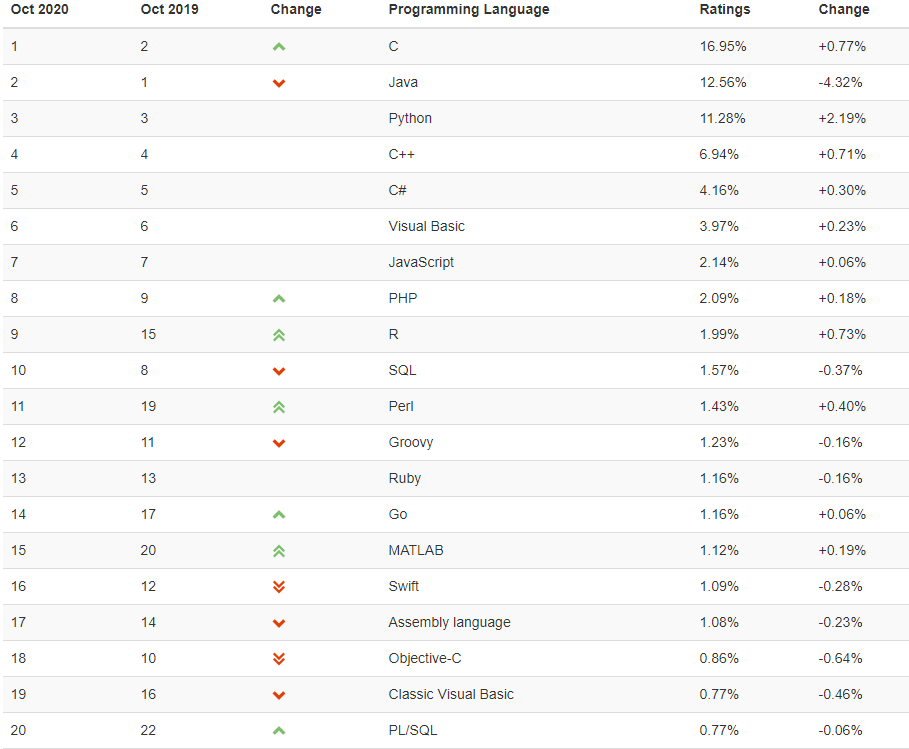 Oct 2020 Oct 2019 Change Programming Language Ratings Change
1 2 C 16.95% +0.77%
2 1 Java 12.56% -4.32%
3 3 Python 11.28% +2.19%
4 4 C++ 6.94% +0.71%
5 5 C# 4.16% +0.30%
6 6 Visual Basic 3.97% +0.23%
7 7 JavaScript 2.14% +0.06%
8 9 PHP 2.09% +0.18%
9 15 R 1.99% +0.73%
10 8 SQL 1.57% -0.37%
11 19 Perl 1.43% +0.40%
12 11 Groovy 1.23% -0.16%
13 13 Ruby 1.16% -0.16%
14 17 Go 1.16% +0.06%
15 20 MATLAB 1.12% +0.19%
16 12 Swift 1.09% -0.28%
17 14 Assembly language 1.08% -0.23%
18 10 Objective-C 0.86% -0.64%
19 16 Classic Visual Basic 0.77% -0.46%
20 22 PL/SQL 0.77% -0.06%